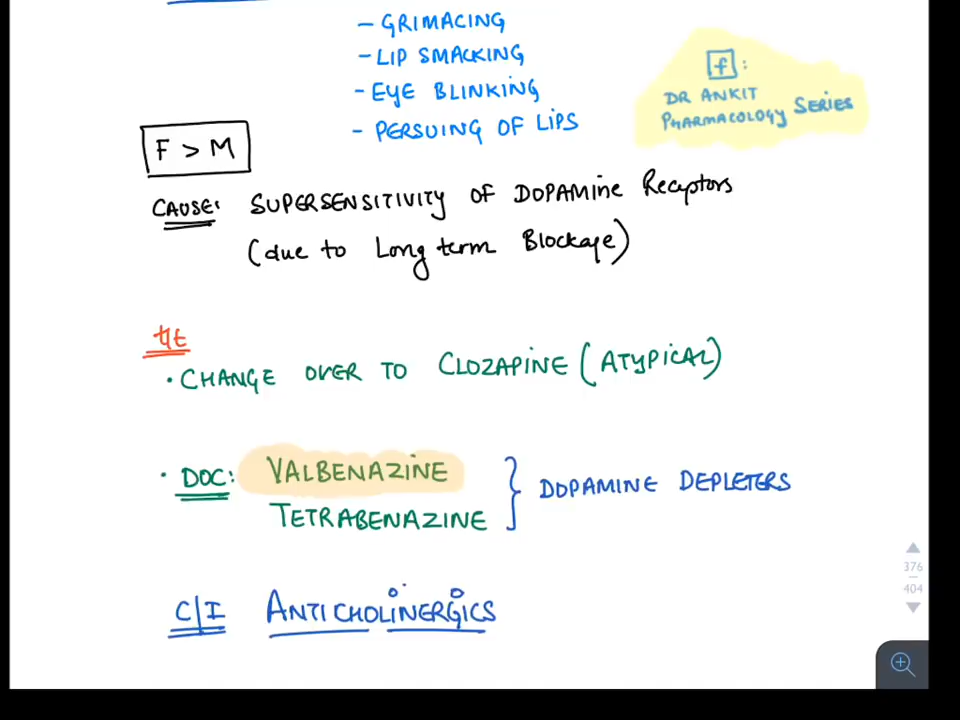 – GRIMACING
– LIP SMACKING
– EYE BLINKING
– PERSUING OF LIPS
f :
DR ANKIT
PHARMACOLOGY SERIES
F > M
CAUSE: SUPERSENSITIVITY OF DOPAMINE Receptors
(due to Long term Blockage)
• CHANGE OVER TO CLOZAPINE (ATYPICAL)
• DOC: VALBENAZINE
TETRABENAZINE
} DOPAMINE DEPLETERS
C/I ANTICHOLINERGICS
376
404